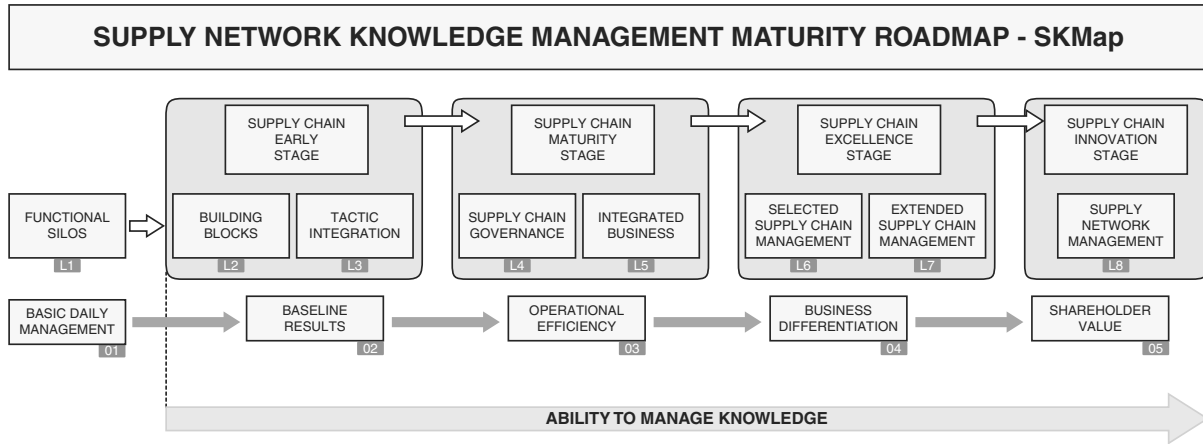 SUPPLY NETWORK KNOWLEDGE MANAGEMENT MATURITY ROADMAP - SKMap
SUPPLY CHAIN
EARLY
STAGE
SUPPLY CHAIN
MATURITY
STAGE
SUPPLY CHAIN
EXCELLENCE
STAGE
SUPPLY CHAIN
INNOVATION
STAGE
FUNCTIONAL
SILOS
L1
BUILDING
BLOCKS
L2
TACTIC
INTEGRATION
L3
SUPPLY CHAIN
GOVERNANCE
L4
INTEGRATED
BUSINESS
L5
SELECTED
SUPPLY CHAIN
MANAGEMENT
L6
EXTENDED
SUPPLY CHAIN
MANAGEMENT
L7
SUPPLY
NETWORK
MANAGEMENT
L8
BASIC DAILY
MANAGEMENT
01
BASELINE
RESULTS
02
OPERATIONAL
EFFICIENCY
03
BUSINESS
DIFFERENTIATION
04
SHAREHOLDER
VALUE
05
ABILITY TO MANAGE KNOWLEDGE